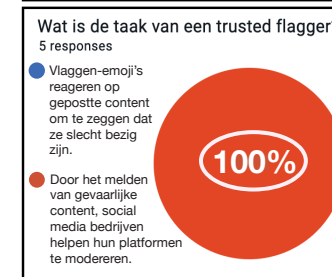 Wat is de taak van een trusted flagger?
5 responses
Vlaggen-emoji's
reageren op
gepostte content
om te zeggen dat
ze slecht bezig
zijn.
100%
Door het melden
van gevaarlijke
content, social
media bedrijven
helpen hun platformen
te modereren.